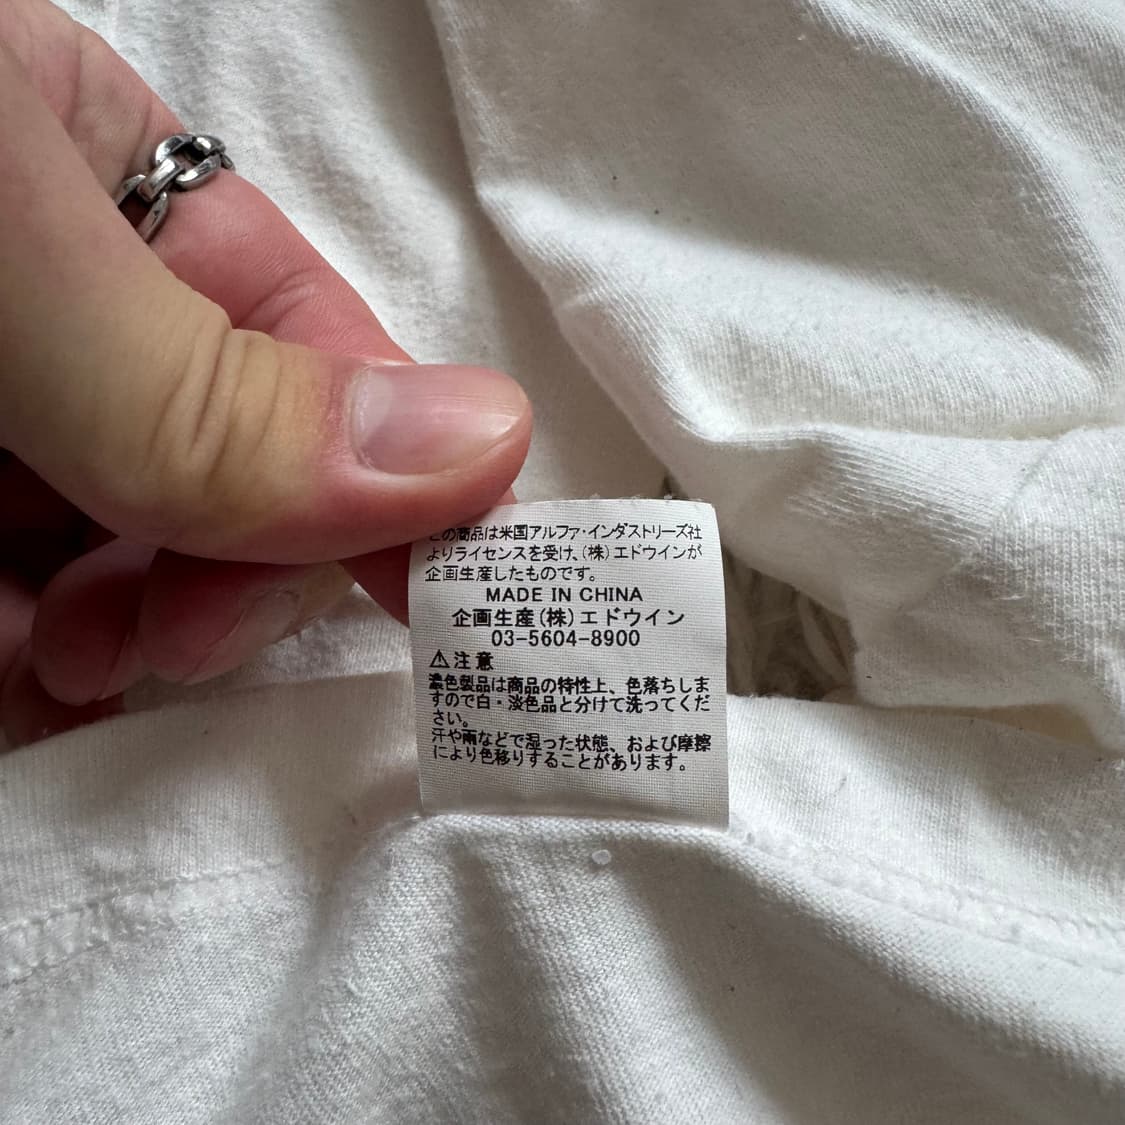 この商品は米国アルファ・インダストリーズ社
よりライセンスを受け、(株)エドウインが
企画生産したものです。
MADE IN CHINA
企画生産(株)エドウイン
03-5604-8900
⚠注意
濃色製品は商品の特性上、色落ちしま
すので白・淡色品と分けて洗ってくだ
さい。
汗や雨などで湿った状態、および摩擦
により色移りすることがあります。